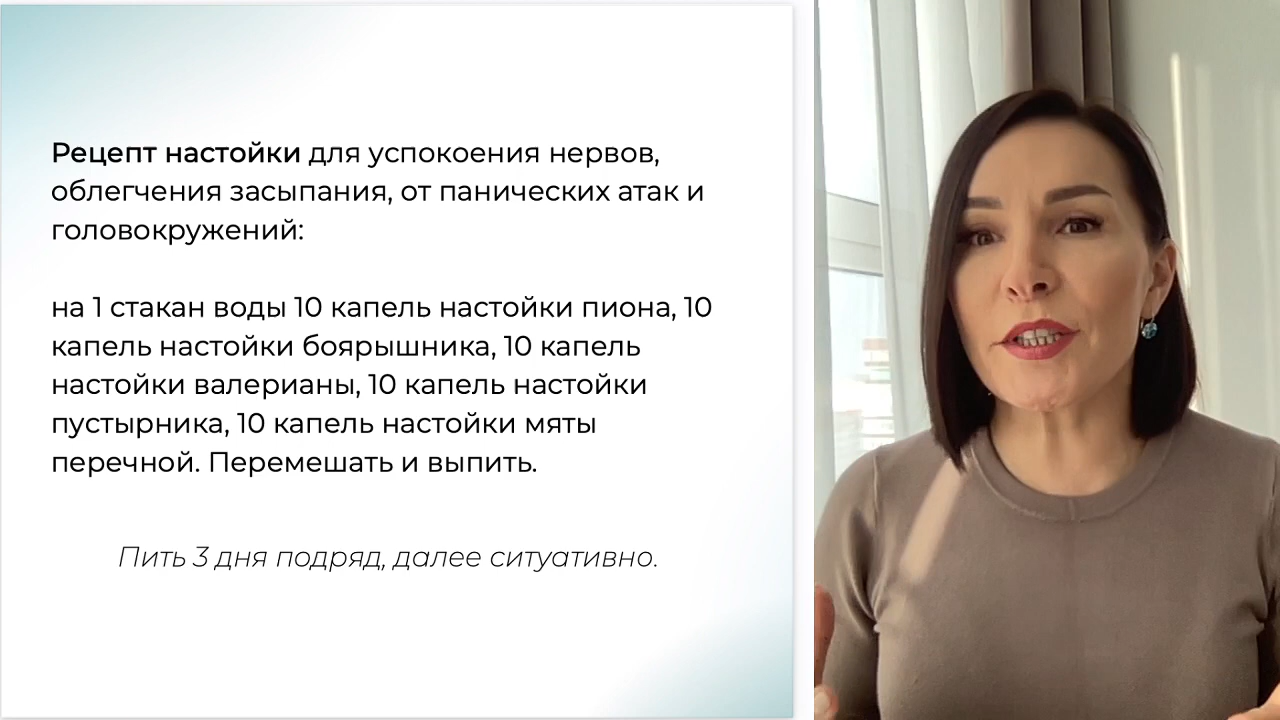 Рецепт настойки для успокоения нервов,
облегчения засыпания, от панических атак и
головокружений:
на 1 стакан воды 10 капель настойки пиона, 10
капель настойки боярышника, 10 капель
настойки валерианы, 10 капель настойки
пустырника, 10 капель настойки мяты
перечной. Перемешать и выпить.
Пить 3 дня подряд, далее ситуативно.